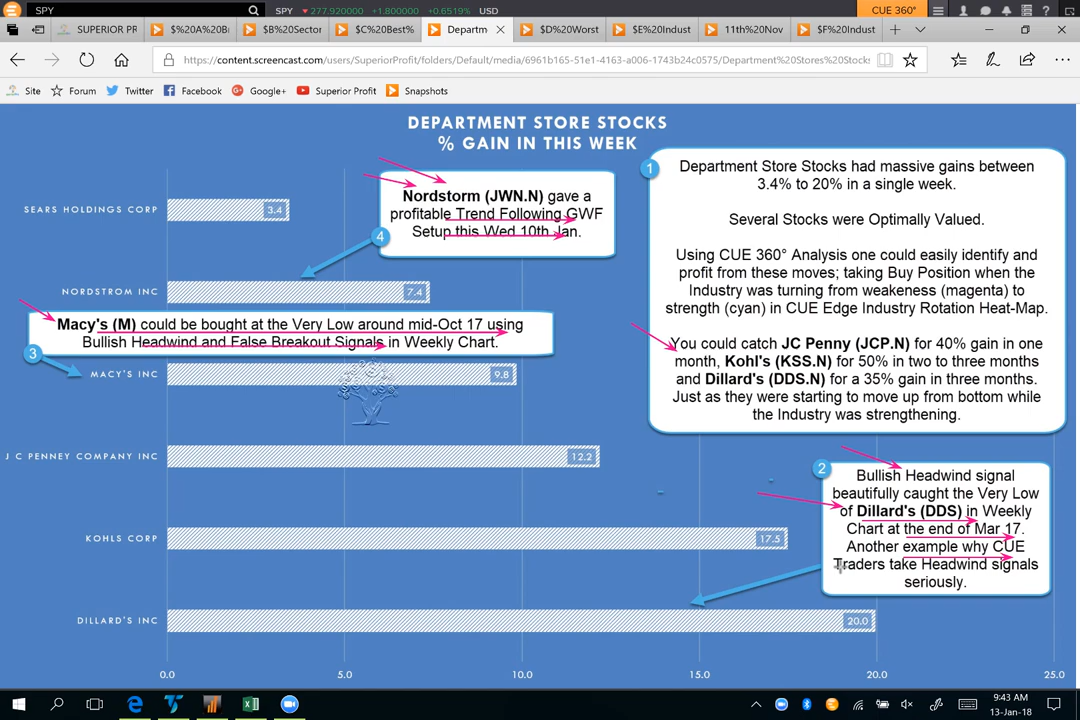 SPY
SPY 277.920000 +1.800000 +0.6519% USD
CUE 360°
SUPERIOR PR
$%20A%20B
$B%20Sector
$C%20Best%
Departm
$D%20Worst
$E%20Indust
11th%20Nov
$F%20Indust
https://content.screencast.com/users/SuperiorProfit/folders/Default/media/6961b165-51e1-4163-a006-1743b24c0575/Department%20Stores%20Stocks
Site
Forum
Twitter
Facebook
Google+
Superior Profit
Snapshots
DEPARTMENT STORE STOCKS
% GAIN IN THIS WEEK
1
Department Store Stocks had massive gains between
3.4% to 20% in a single week.
Several Stocks were Optimally Valued.
Using CUE 360° Analysis one could easily identify and
profit from these moves; taking Buy Position when the
Industry was turning from weakness (magenta) to
strength (cyan) in CUE Edge Industry Rotation Heat-Map.
You could catch JC Penny (JCP.N) for 40% gain in one
month, Kohl's (KSS.N) for 50% in two to three months
and Dillard's (DDS.N) for a 35% gain in three months.
Just as they were starting to move up from bottom while
the Industry was strengthening.
Nordstorm (JWN.N) gave a
profitable Trend Following GWF
Setup this Wed 10th Jan.
4
SEARS HOLDINGS CORP
3.4
NORDSTROM INC
7.4
Macy's (M) could be bought at the Very Low around mid-Oct 17 using
Bullish Headwind and False Breakout Signals in Weekly Chart.
3
MACY'S INC
9.8
J C PENNEY COMPANY INC
12.2
2
Bullish Headwind signal
beautifully caught the Very Low
of Dillard's (DDS) in Weekly
Chart at the end of Mar 17.
Another example why CUE
Traders take Headwind signals
seriously.
KOHLS CORP
17.5
DILLARD'S INC
20.0
0.0 5.0 10.0 15.0 20.0 25.0
9:43 AM
13-Jan-18